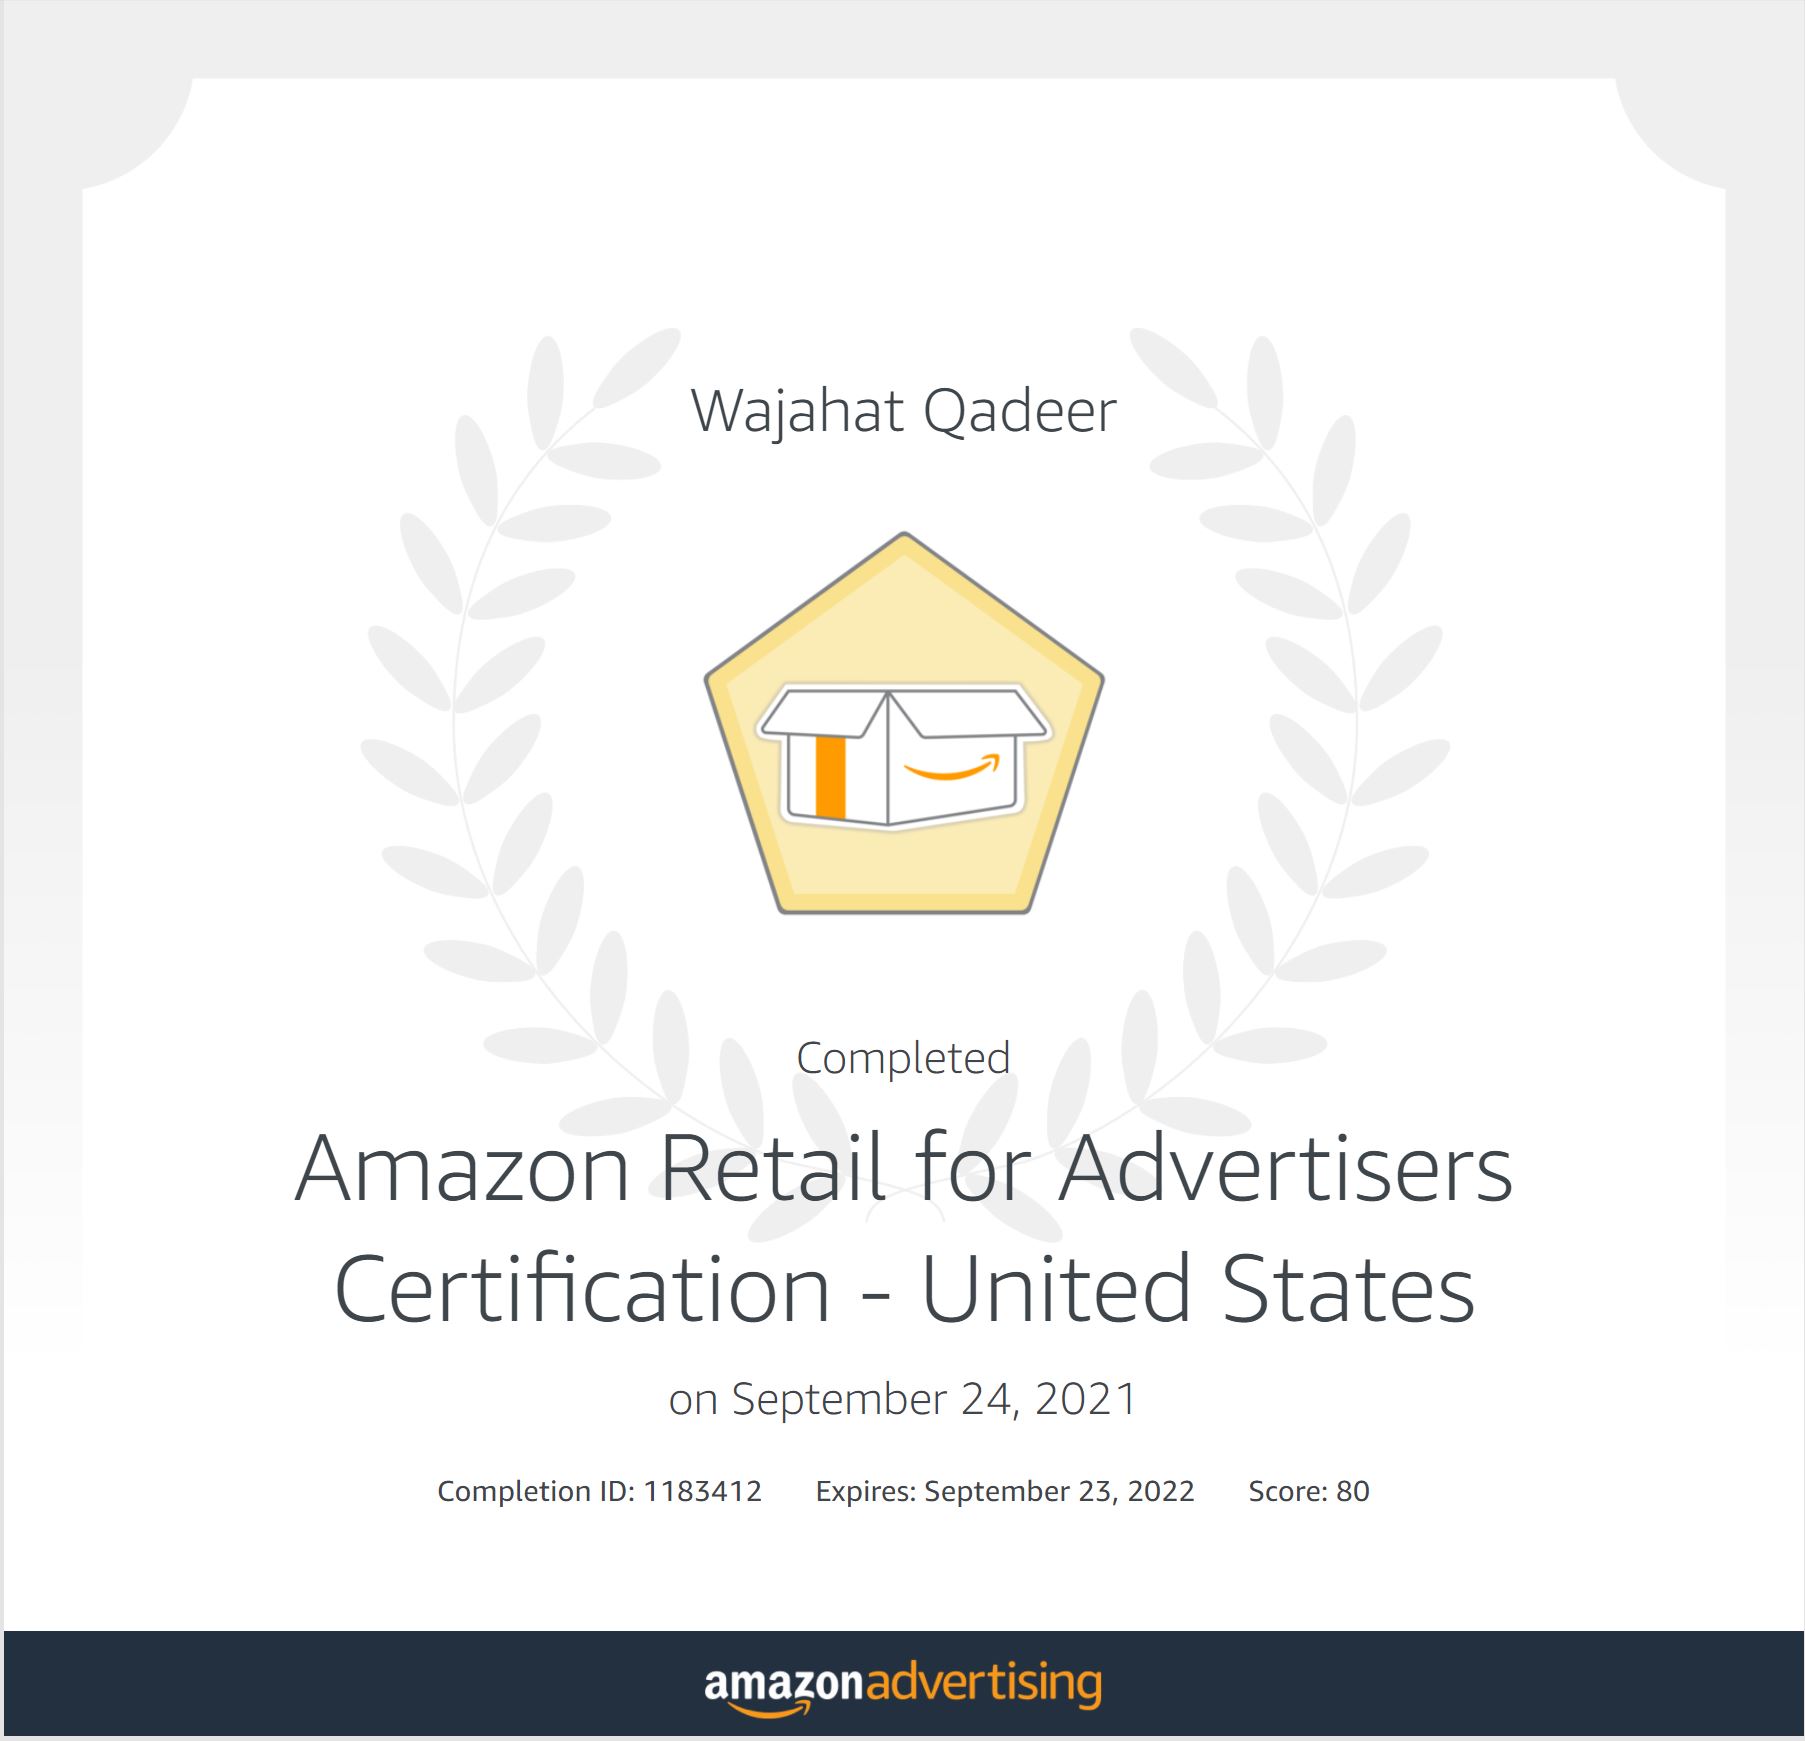 Wajahat Qadeer
Completed
Amazon Retail for Advertisers
Certification - United States
on September 24, 2021
Completion ID: 1183412 Expires: September 23, 2022 Score: 80
amazonadvertising